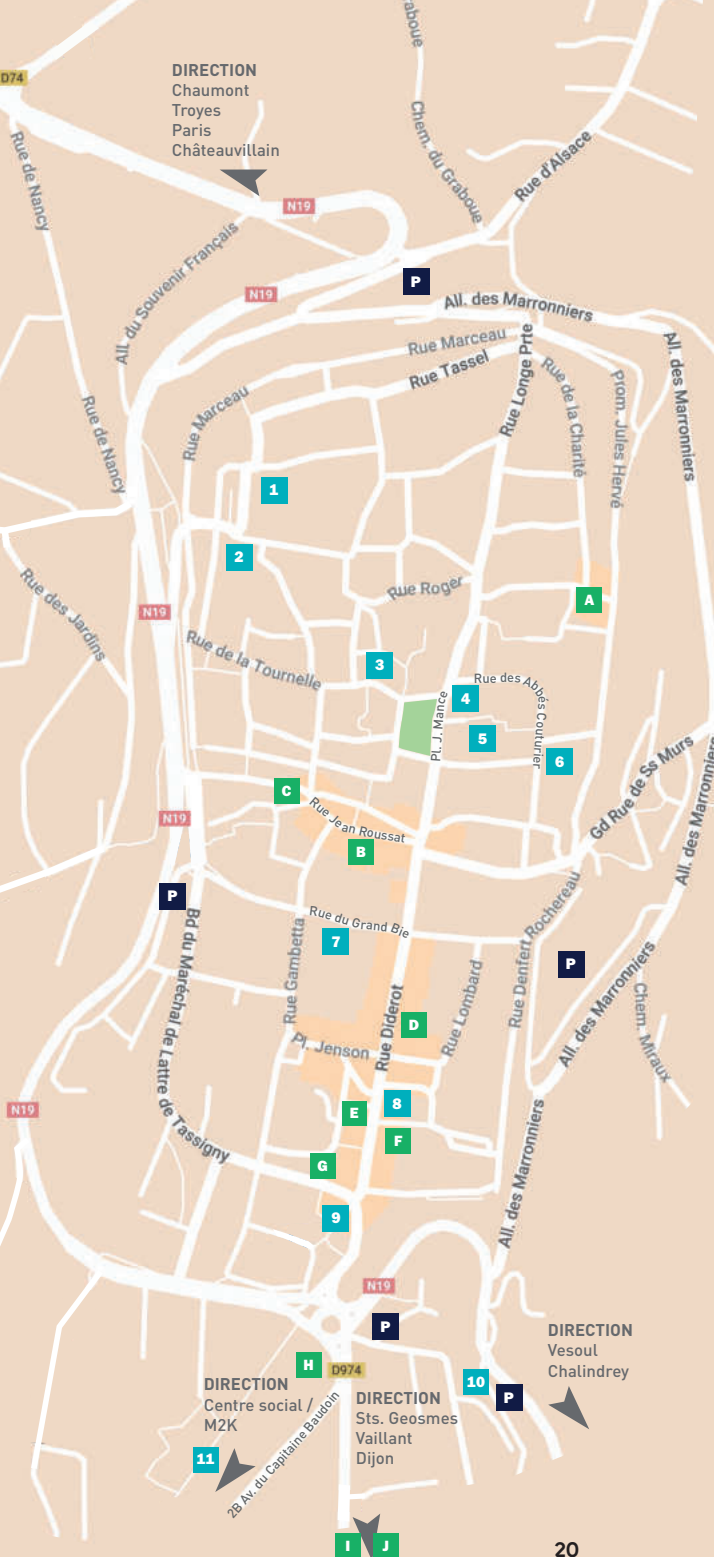 aboue
D74
DIRECTION
Chaumont
Troyes
Paris
Châteauvillain
Rue de Nancy
Chem. du Graboue
Rue d'Alsace
N19
All. du Souvenir Français
N19
P
All. des Marronniers
Rue Marceau
Rue Tassel
Rue Longe Prte
Rue de la Charité
Prom. Jules Hervé
All. des Marronniers
Rue Marceau
Rue de Nancy
1
2
Rue des Jardins
Rue Roger
A
N19
Rue de la Tournelle
3
Rue des Abbés Couturier
4
Pl. J. Mance
5
6
Gd Rue de Ss Murs
All. des Marronniers
C
Rue Jean Roussat
N19
B
P
Rue du Grand Bie
7
Bd du Maréchal de Lattre de Tassigny
Rue Gambetta
Rue Denfert Rochereau
P
Rue Lombard
Rue Diderot
D
All. des Marronniers
Chem. Miraux
Pl. Jenson
N19
E
8
F
G
All. des Marronniers
9
N19
P
DIRECTION
Vesoul
Chalindrey
H
D974
10
P
DIRECTION
Centre social /
M2K
DIRECTION
Sts. Geosmes
Vaillant
Dijon
11
2B Av. du Capitaine Baudoin
I
J
20